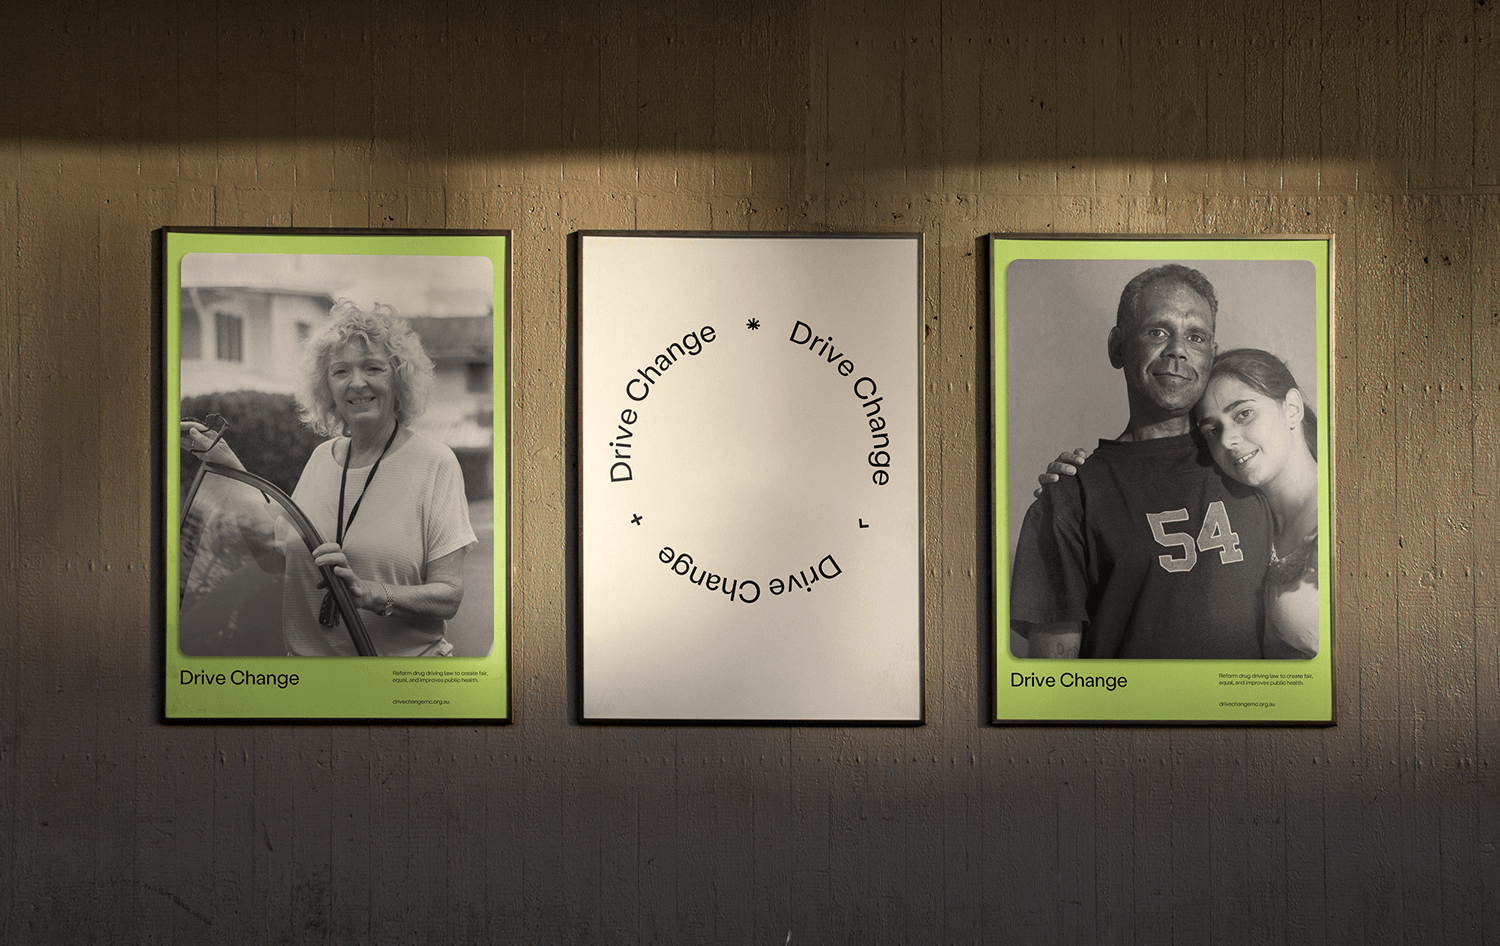 Drive Change
Reform drug driving law to create fair,
equal, and improves public health.
drivechangemc.org.au
Drive Change * Drive Change
Drive Change
54
Drive Change
Reform drug driving law to create fair,
equal, and improves public health.
drivechangemc.org.au